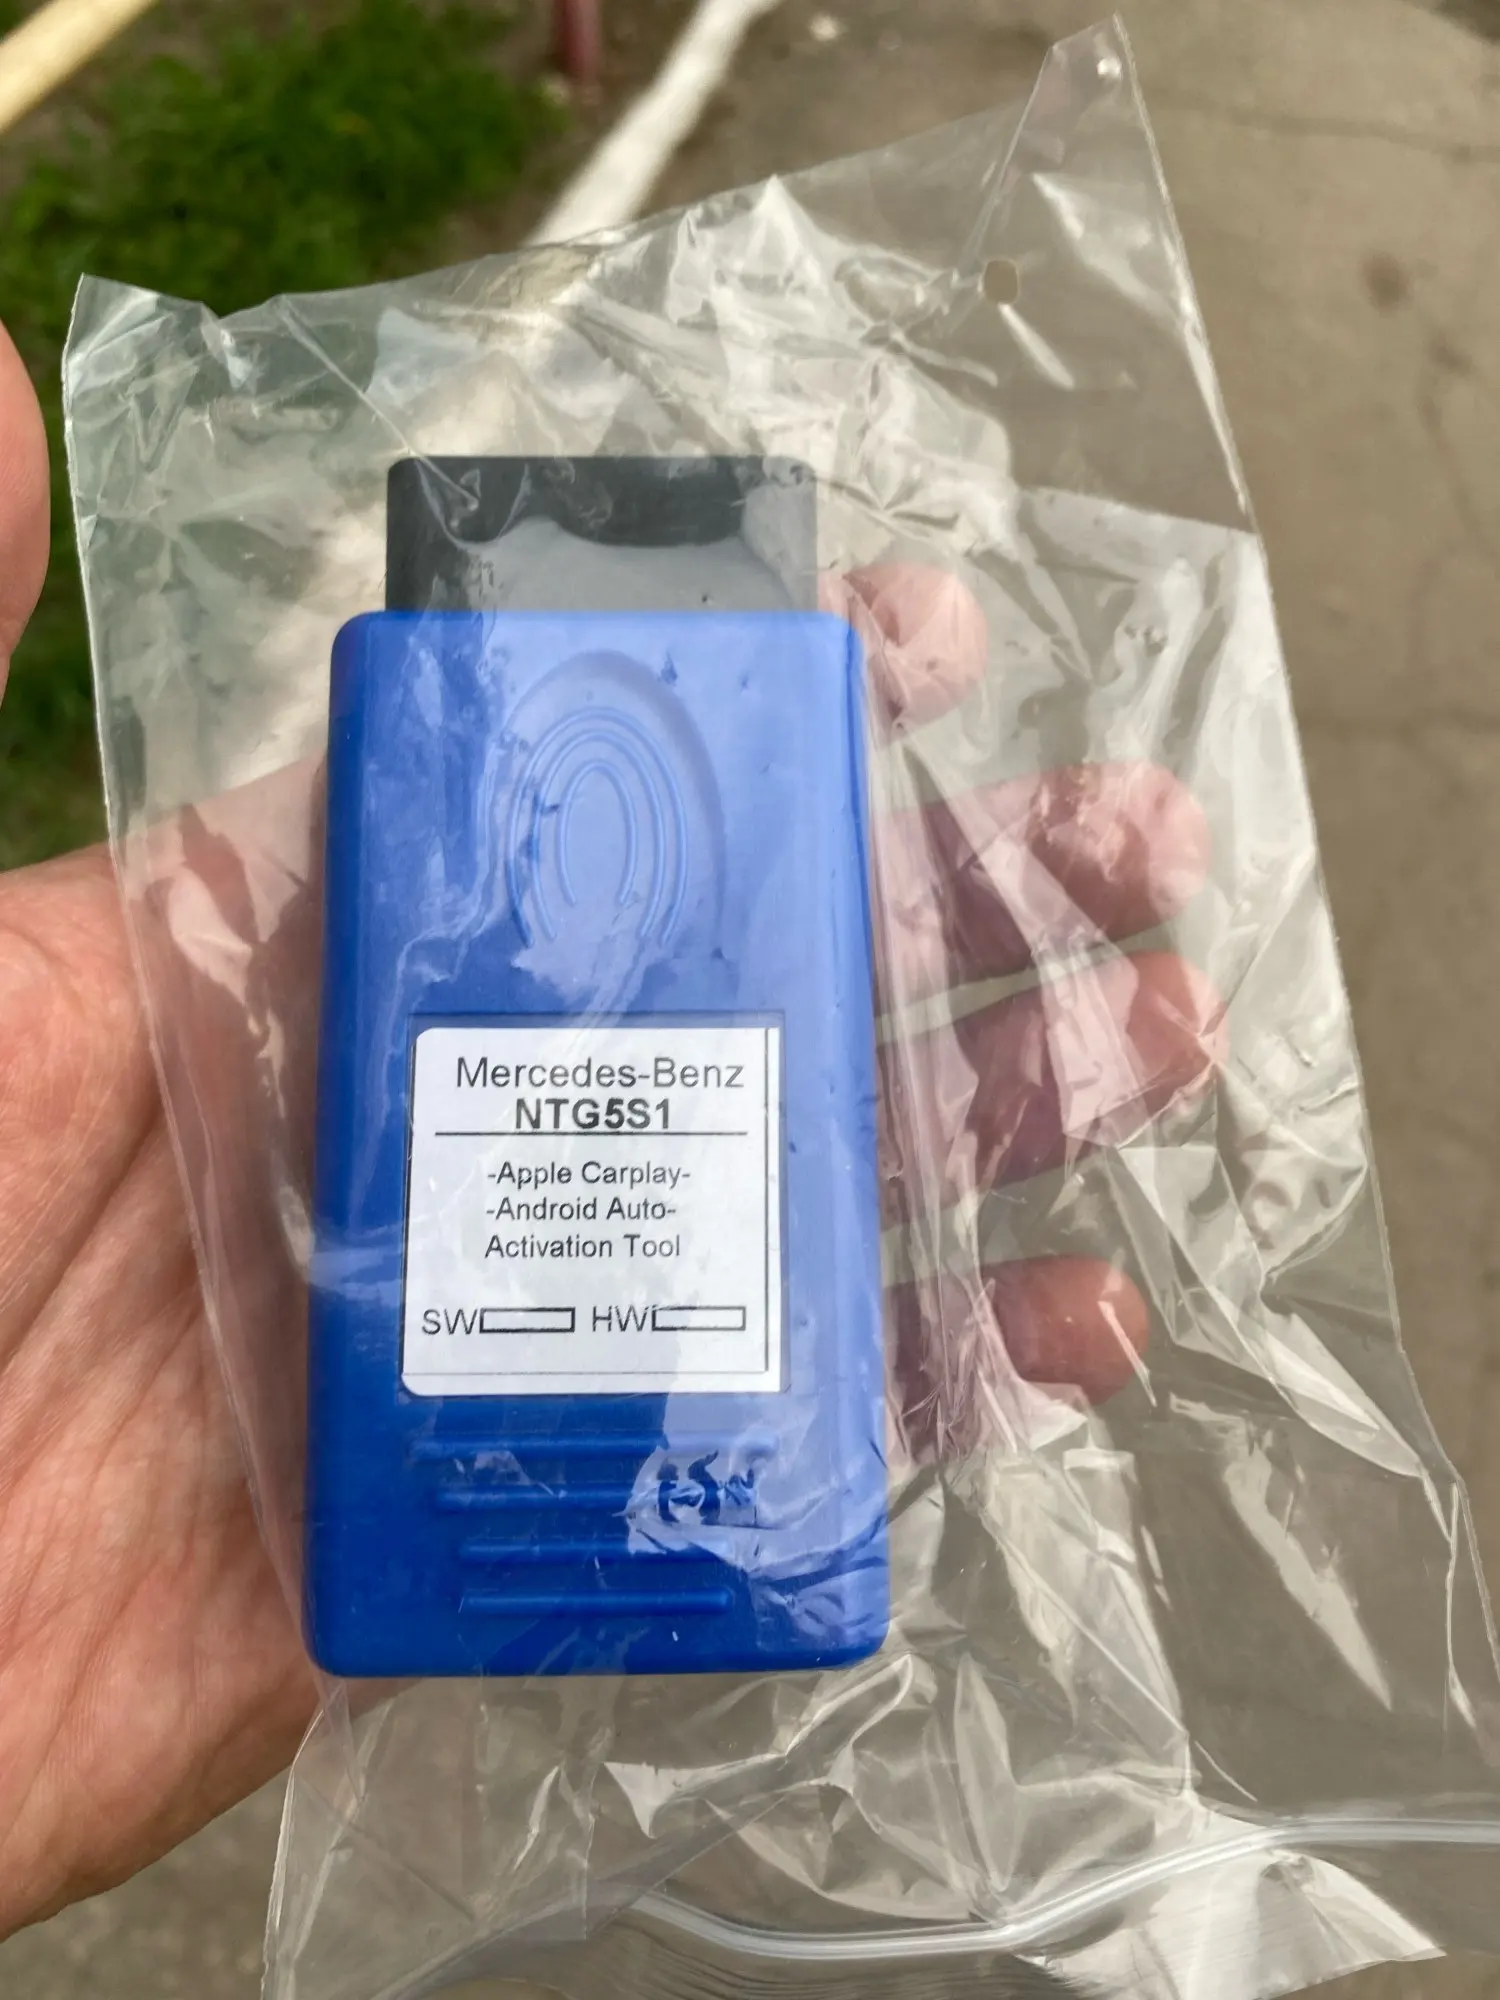 Mercedes-Benz
NTG5S1
-Apple Carplay-
-Android Auto-
Activation Tool
SW HW